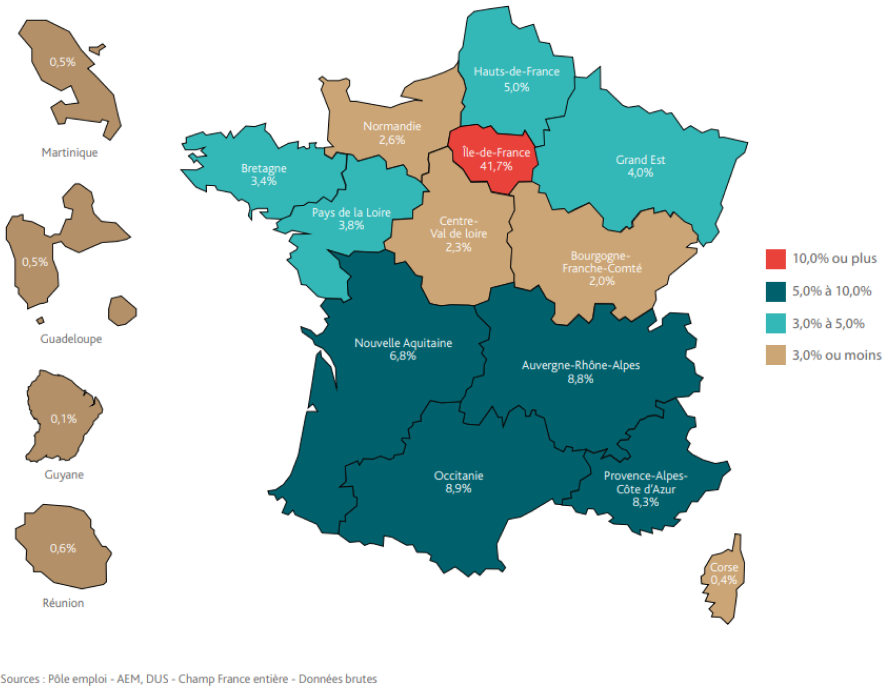 0,5%
Martinique
0,5%
Guadeloupe
0,1%
Guyane
0,6%
Réunion
Hauts-de-France
5,0%
Normandie
2,6%
Île-de-France
41,7%
Grand Est
4,0%
Bretagne
3,4%
Pays de la Loire
3,8%
Centre-
Val de loire
2,3%
Bourgogne-
Franche-Comté
2,0%
Nouvelle Aquitaine
6,8%
Auvergne-Rhône-Alpes
8,8%
Occitanie
8,9%
Provence-Alpes-
Côte d'Azur
8,3%
Corse
0,4%
10,0% ou plus
5,0% à 10,0%
3,0% à 5,0%
3,0% ou moins
Sources : Pôle emploi - AEM, DUS - Champ France entière - Données brutes